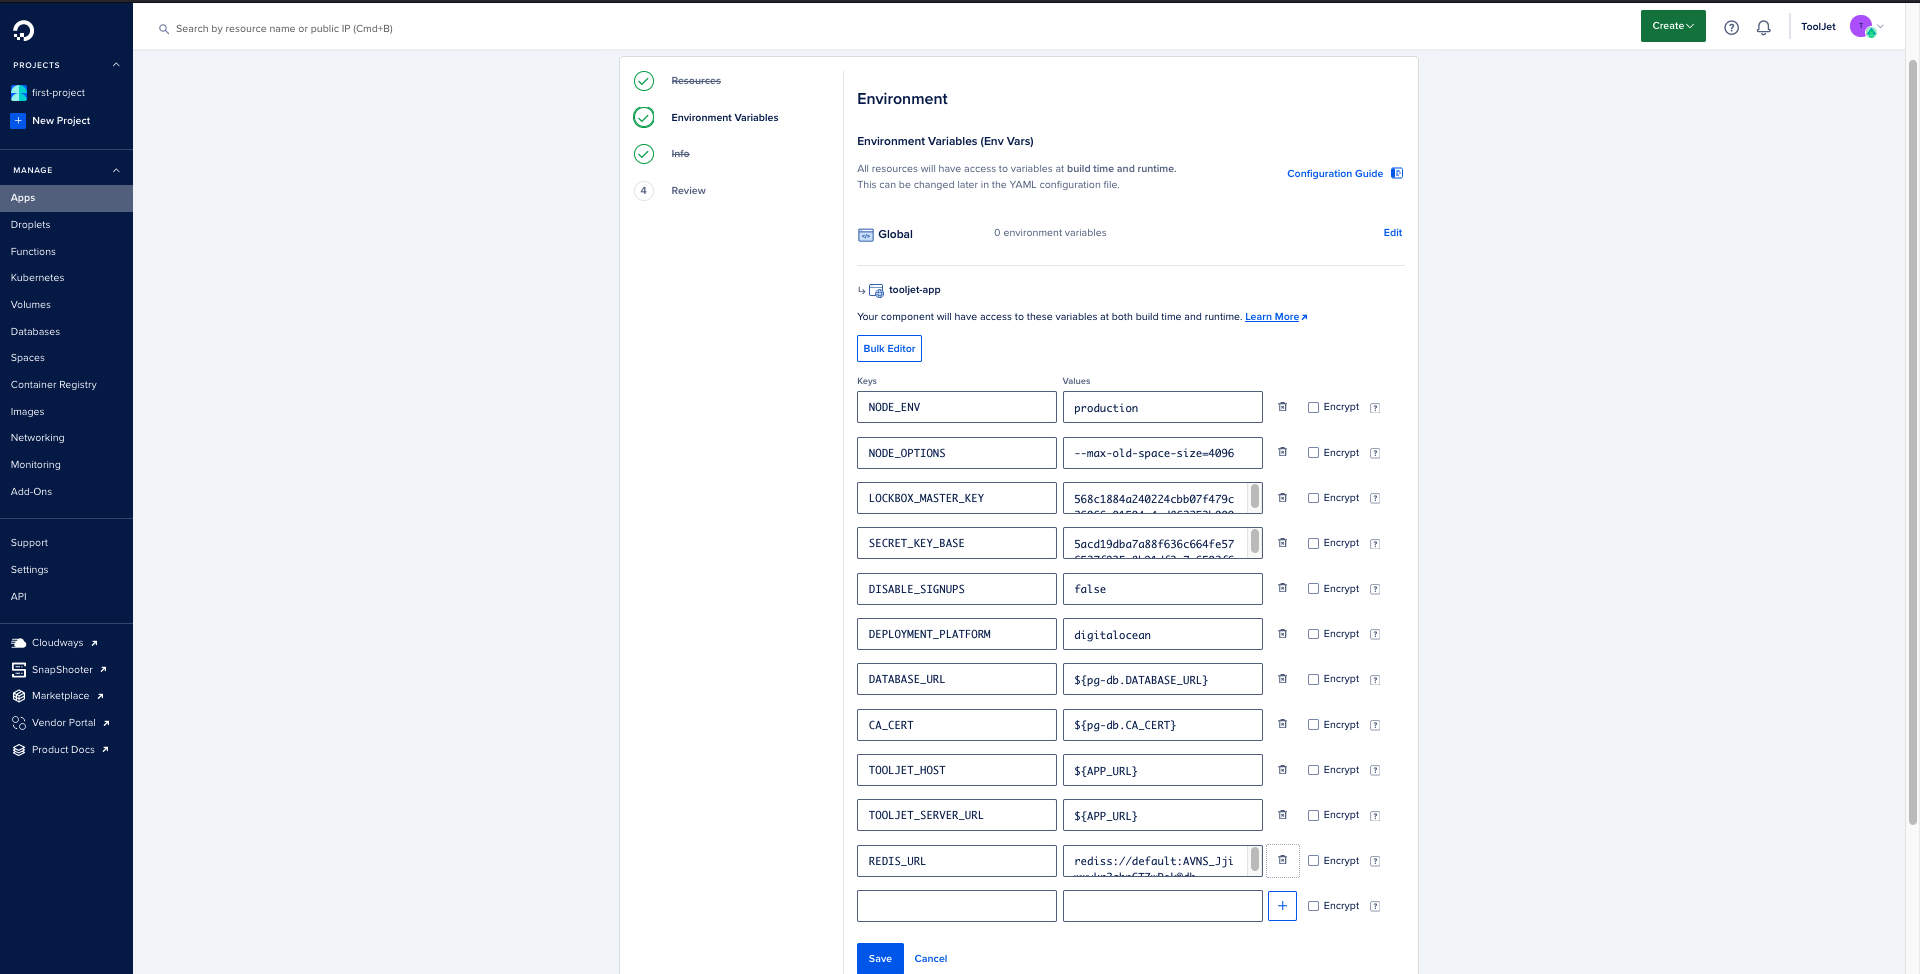 Search by resource name or public IP (Cmd+B)
Create
ToolJet
PROJECTS
first-project
+ New Project
MANAGE
Apps
Droplets
Functions
Kubernetes
Volumes
Databases
Spaces
Container Registry
Images
Networking
Monitoring
Add-Ons
Support
Settings
API
Cloudways
SnapShooter
Marketplace
Vendor Portal
Product Docs
Resources
Environment Variables
Info
4 Review
Environment
Environment Variables (Env Vars)
All resources will have access to variables at build time and runtime.
This can be changed later in the YAML configuration file.
Configuration Guide
Global 0 environment variables Edit
tooljet-app
Your component will have access to these variables at both build time and runtime. Learn More
Bulk Editor
Keys Values
NODE_ENV production Encrypt ?
NODE_OPTIONS --max-old-space-size=4096 Encrypt ?
LOCKBOX_MASTER_KEY 568c1884a240224cbb07f479c Encrypt ?
SECRET_KEY_BASE 5acd19dba7a88f636c664fe57 Encrypt ?
DISABLE_SIGNUPS false Encrypt ?
DEPLOYMENT_PLATFORM digitalocean Encrypt ?
DATABASE_URL ${pg-db.DATABASE_URL} Encrypt ?
CA_CERT ${pg-db.CA_CERT} Encrypt ?
TOOLJET_HOST ${APP_URL} Encrypt ?
TOOLJET_SERVER_URL ${APP_URL} Encrypt ?
REDIS_URL rediss://default:AVNS_Jji Encrypt ?
+ Encrypt ?
Save Cancel